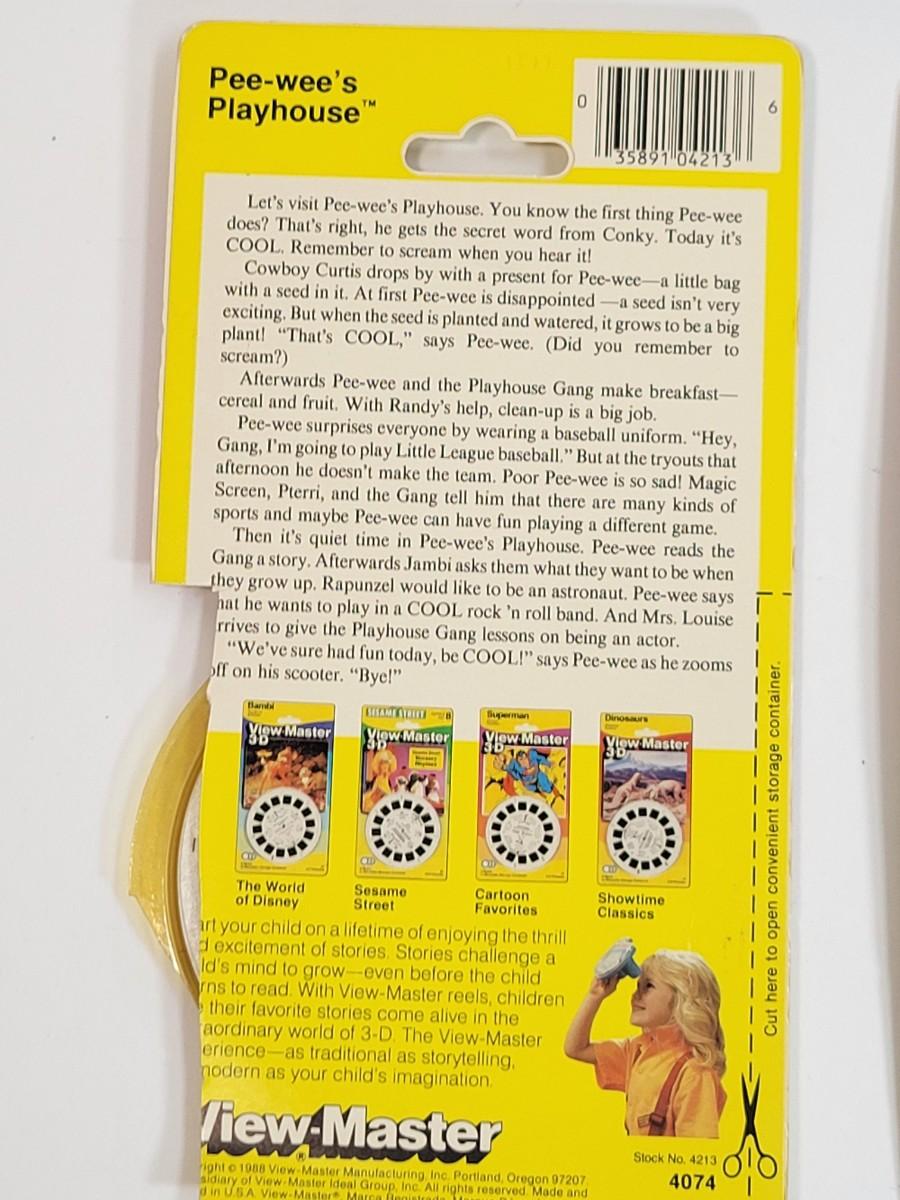 Pee-wee's
Playhouse™
0
35891 04213
6
Let's visit Pee-wee's Playhouse. You know the first thing Pee-wee
does? That's right, he gets the secret word from Conky. Today it's
COOL. Remember to scream when you hear it!
Cowboy Curtis drops by with a present for Pee-wee—a little bag
with a seed in it. At first Pee-wee is disappointed —a seed isn't very
exciting. But when the seed is planted and watered, it grows to be a big
plant! “That's COOL,” says Pee-wee. (Did you remember to
scream?)
Afterwards Pee-wee and the Playhouse Gang make breakfast—
cereal and fruit. With Randy's help, clean-up is a big job.
Pee-wee surprises everyone by wearing a baseball uniform. “Hey,
Gang, I'm going to play Little League baseball.” But at the tryouts that
afternoon he doesn't make the team. Poor Pee-wee is so sad! Magic
Screen, Pterri, and the Gang tell him that there are many kinds of
sports and maybe Pee-wee can have fun playing a different game.
Then it's quiet time in Pee-wee's Playhouse. Pee-wee reads the
Gang a story. Afterwards Jambi asks them what they want to be when
they grow up. Rapunzel would like to be an astronaut. Pee-wee says
hat he wants to play in a COOL rock 'n roll band. And Mrs. Louise
rrives to give the Playhouse Gang lessons on being an actor.
“We've sure had fun today, be COOL!” says Pee-wee as he zooms
off on his scooter. “Bye!”
Bambi
View-Master
3-D
SESAME STREET
View-Master
3-D
Superman
View-Master
3-D
Dinosaurs
View-Master
3-D
The World
of Disney
Sesame
Street
Cartoon
Favorites
Showtime
Classics
art your child on a lifetime of enjoying the thrill
d excitement of stories. Stories challenge a
ld's mind to grow—even before the child
rns to read. With View-Master reels, children
e their favorite stories come alive in the
aordinary world of 3-D. The View-Master
erience—as traditional as storytelling,
modern as your child's imagination.
View-Master®
right © 1988 View-Master Manufacturing, Inc. Portland, Oregon 97207.
sidiary of View-Master Ideal Group, Inc. All rights reserved. Made and
d in U.S.A. View-Master®
Stock No. 4213
4074
Cut here to open convenient storage container.